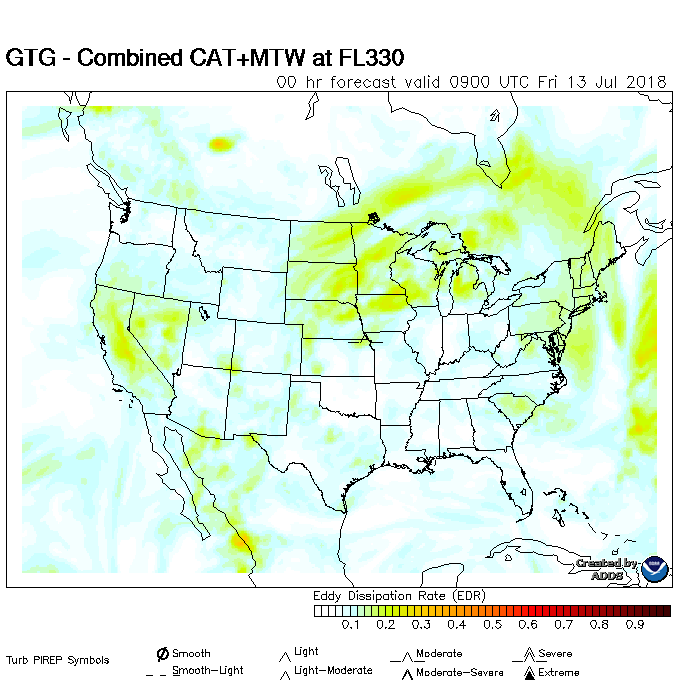 GTG - Combined CAT+MTW at FL330
00 hr forecast valid 0900 UTC Fri 13 Jul 2018
Created by
ADDS
Eddy Dissipation Rate (EDR)
0.1 0.2 0.3 0.4 0.5 0.6 0.7 0.8 0.9
Turb PIREP Symbols
Smooth Light Moderate Severe
Smooth-Light Light-Moderate Moderate-Severe Extreme